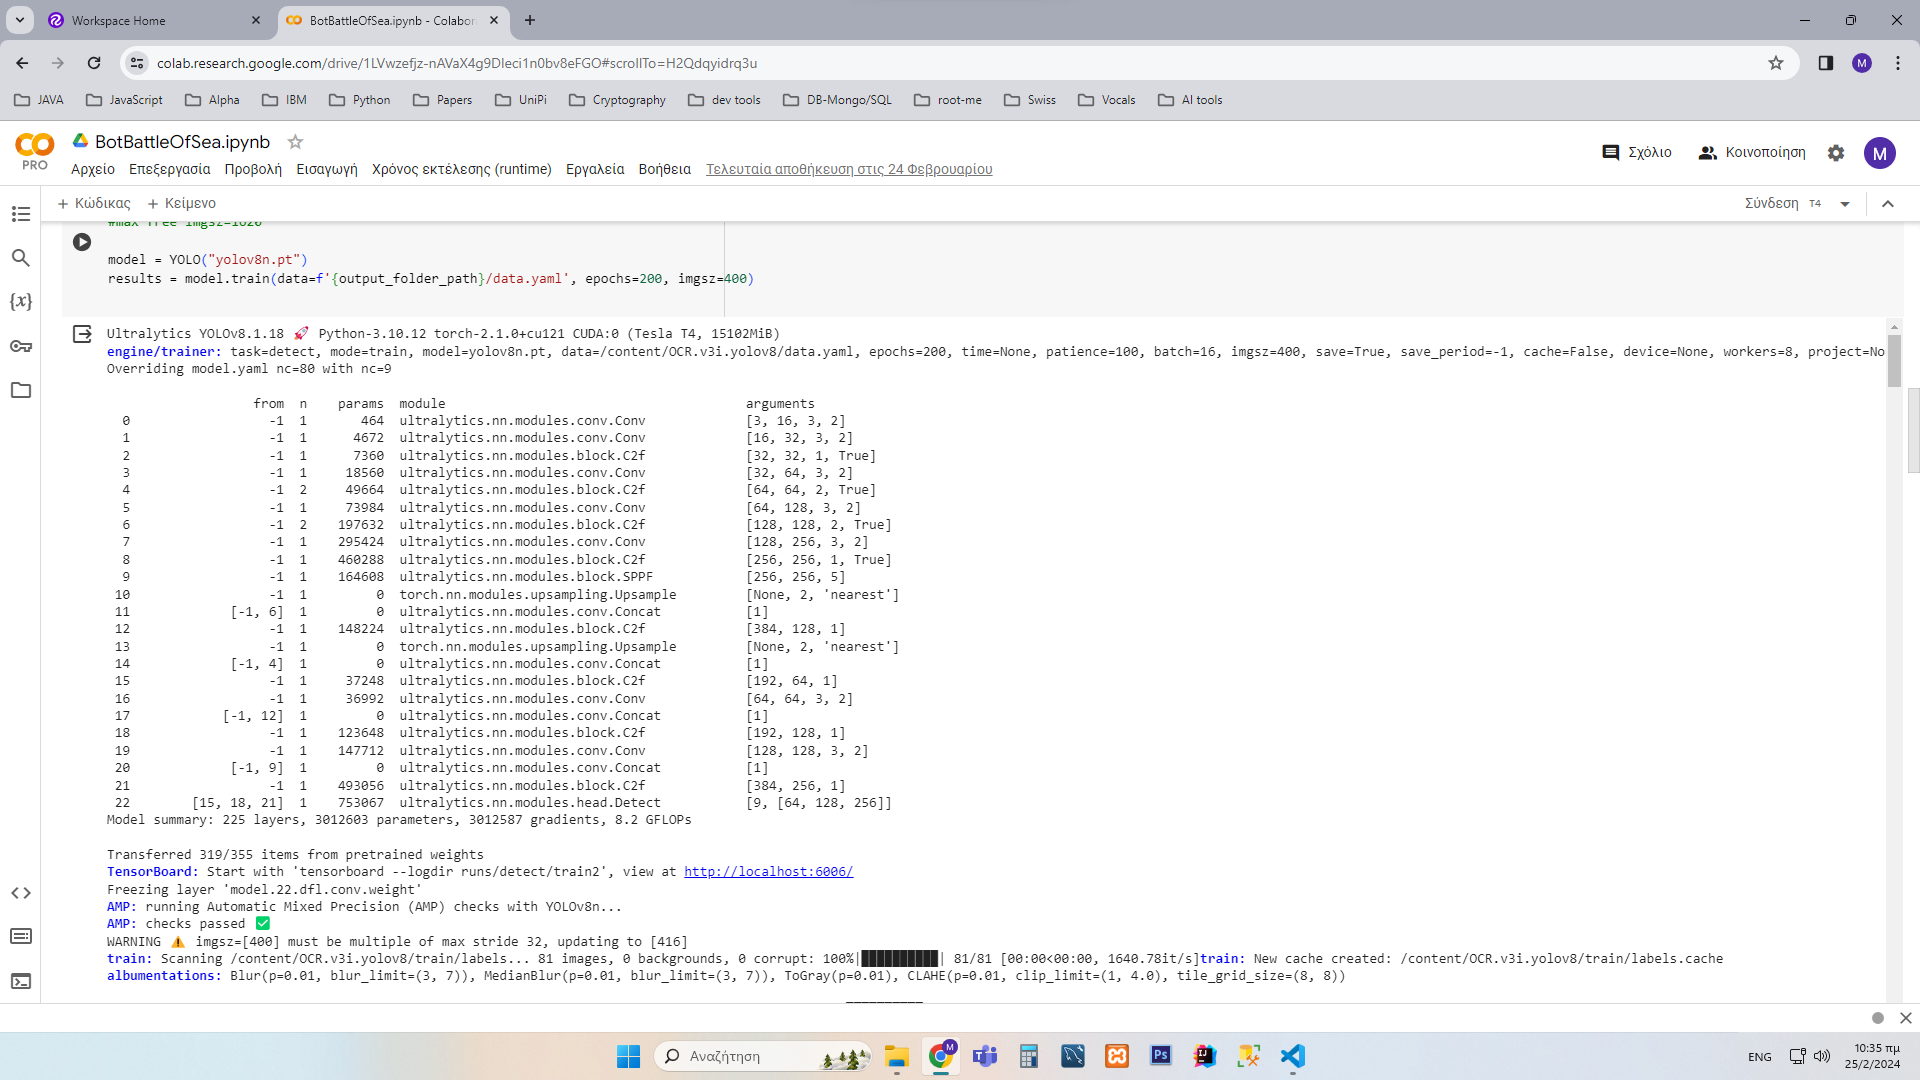 Workspace Home
BotBattleOfSea.ipynb - Colabor
colab.research.google.com/drive/1LVwzefjz-nAVaX4g9DIeci1n0bv8eFGO#scrollTo=H2Qdqyidrq3u
M
JAVA JavaScript Alpha IBM Python Papers UniPi Cryptography dev tools DB-Mongo/SQL root-me Swiss Vocals AI tools
PRO
BotBattleOfSea.ipynb
Αρχείο Επεξεργασία Προβολή Εισαγωγή Χρόνος εκτέλεσης (runtime) Εργαλεία Βοήθεια Τελευταία αποθήκευση στις 24 Φεβρουαρίου
Σχόλιο Κοινοποίηση M
+ Κώδικας + Κείμενο
Σύνδεση T4
{x}
#max free imgsz=1620
model = YOLO("yolov8n.pt")
results = model.train(data=f'{output_folder_path}/data.yaml', epochs=200, imgsz=400)
Ultralytics YOLOv8.1.18 🚀 Python-3.10.12 torch-2.1.0+cu121 CUDA:0 (Tesla T4, 15102MiB)
engine/trainer: task=detect, mode=train, model=yolov8n.pt, data=/content/OCR.v3i.yolov8/data.yaml, epochs=200, time=None, patience=100, batch=16, imgsz=400, save=True, save_period=-1, cache=False, device=None, workers=8, project=No
Overriding model.yaml nc=80 with nc=9
from n params module arguments
0 -1 1 464 ultralytics.nn.modules.conv.Conv [3, 16, 3, 2]
1 -1 1 4672 ultralytics.nn.modules.conv.Conv [16, 32, 3, 2]
2 -1 1 7360 ultralytics.nn.modules.block.C2f [32, 32, 1, True]
3 -1 1 18560 ultralytics.nn.modules.conv.Conv [32, 64, 3, 2]
4 -1 2 49664 ultralytics.nn.modules.block.C2f [64, 64, 2, True]
5 -1 1 73984 ultralytics.nn.modules.conv.Conv [64, 128, 3, 2]
6 -1 2 197632 ultralytics.nn.modules.block.C2f [128, 128, 2, True]
7 -1 1 295424 ultralytics.nn.modules.conv.Conv [128, 256, 3, 2]
8 -1 1 460288 ultralytics.nn.modules.block.C2f [256, 256, 1, True]
9 -1 1 164608 ultralytics.nn.modules.block.SPPF [256, 256, 5]
10 -1 1 0 torch.nn.modules.upsampling.Upsample [None, 2, 'nearest']
11 [-1, 6] 1 0 ultralytics.nn.modules.conv.Concat [1]
12 -1 1 148224 ultralytics.nn.modules.block.C2f [384, 128, 1]
13 -1 1 0 torch.nn.modules.upsampling.Upsample [None, 2, 'nearest']
14 [-1, 4] 1 0 ultralytics.nn.modules.conv.Concat [1]
15 -1 1 37248 ultralytics.nn.modules.block.C2f [192, 64, 1]
16 -1 1 36992 ultralytics.nn.modules.conv.Conv [64, 64, 3, 2]
17 [-1, 12] 1 0 ultralytics.nn.modules.conv.Concat [1]
18 -1 1 123648 ultralytics.nn.modules.block.C2f [192, 128, 1]
19 -1 1 147712 ultralytics.nn.modules.conv.Conv [128, 128, 3, 2]
20 [-1, 9] 1 0 ultralytics.nn.modules.conv.Concat [1]
21 -1 1 493056 ultralytics.nn.modules.block.C2f [384, 256, 1]
22 [15, 18, 21] 1 753067 ultralytics.nn.modules.head.Detect [9, [64, 128, 256]]
Model summary: 225 layers, 3012603 parameters, 3012587 gradients, 8.2 GFLOPs
Transferred 319/355 items from pretrained weights
TensorBoard: Start with 'tensorboard --logdir runs/detect/train2', view at http://localhost:6006/
Freezing layer 'model.22.dfl.conv.weight'
AMP: running Automatic Mixed Precision (AMP) checks with YOLOv8n...
AMP: checks passed ✅
WARNING ⚠️ imgsz=[400] must be multiple of max stride 32, updating to [416]
train: Scanning /content/OCR.v3i.yolov8/train/labels... 81 images, 0 backgrounds, 0 corrupt: 100%|██████████| 81/81 [00:00<00:00, 1640.78it/s]train: New cache created: /content/OCR.v3i.yolov8/train/labels.cache
albumentations: Blur(p=0.01, blur_limit=(3, 7)), MedianBlur(p=0.01, blur_limit=(3, 7)), ToGray(p=0.01), CLAHE(p=0.01, clip_limit=(1, 4.0), tile_grid_size=(8, 8))
Αναζήτηση
M
Ps
ENG
10:35 πμ
25/2/2024